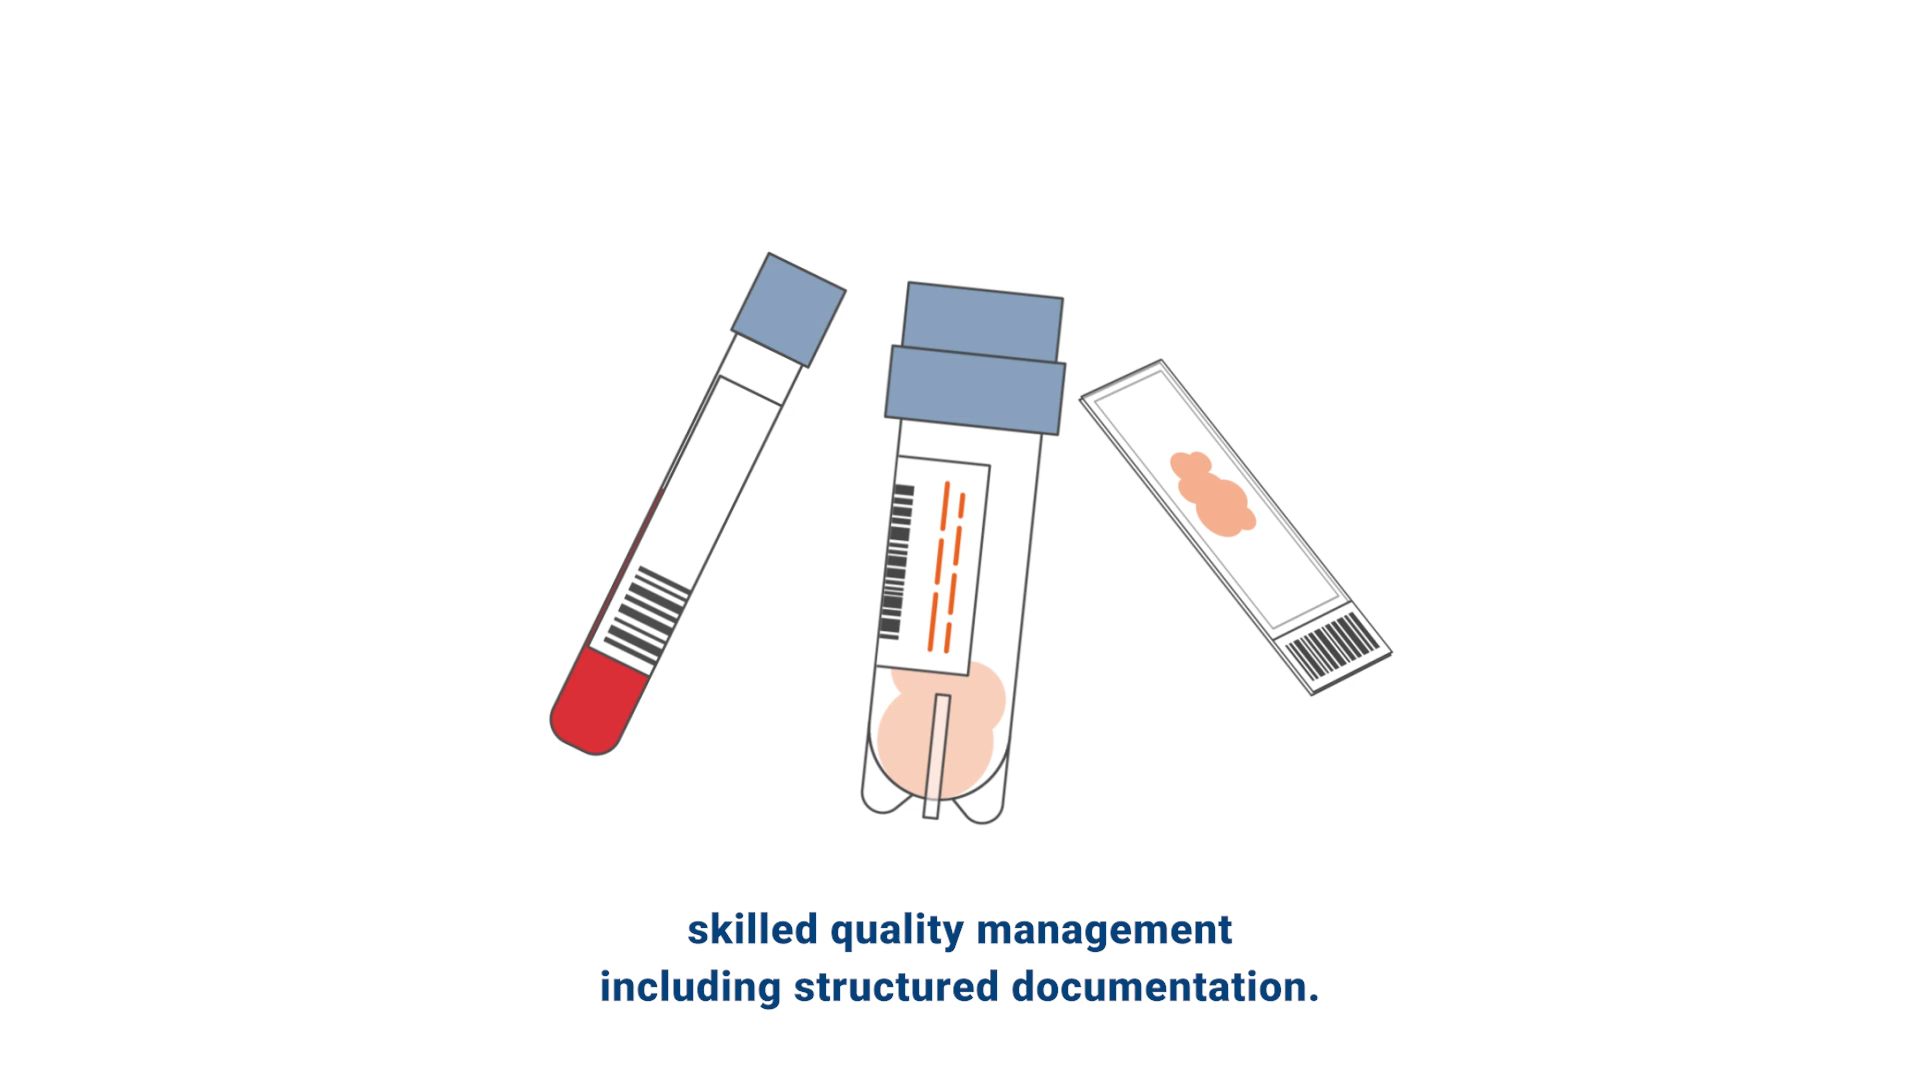 skilled quality management
including structured documentation.